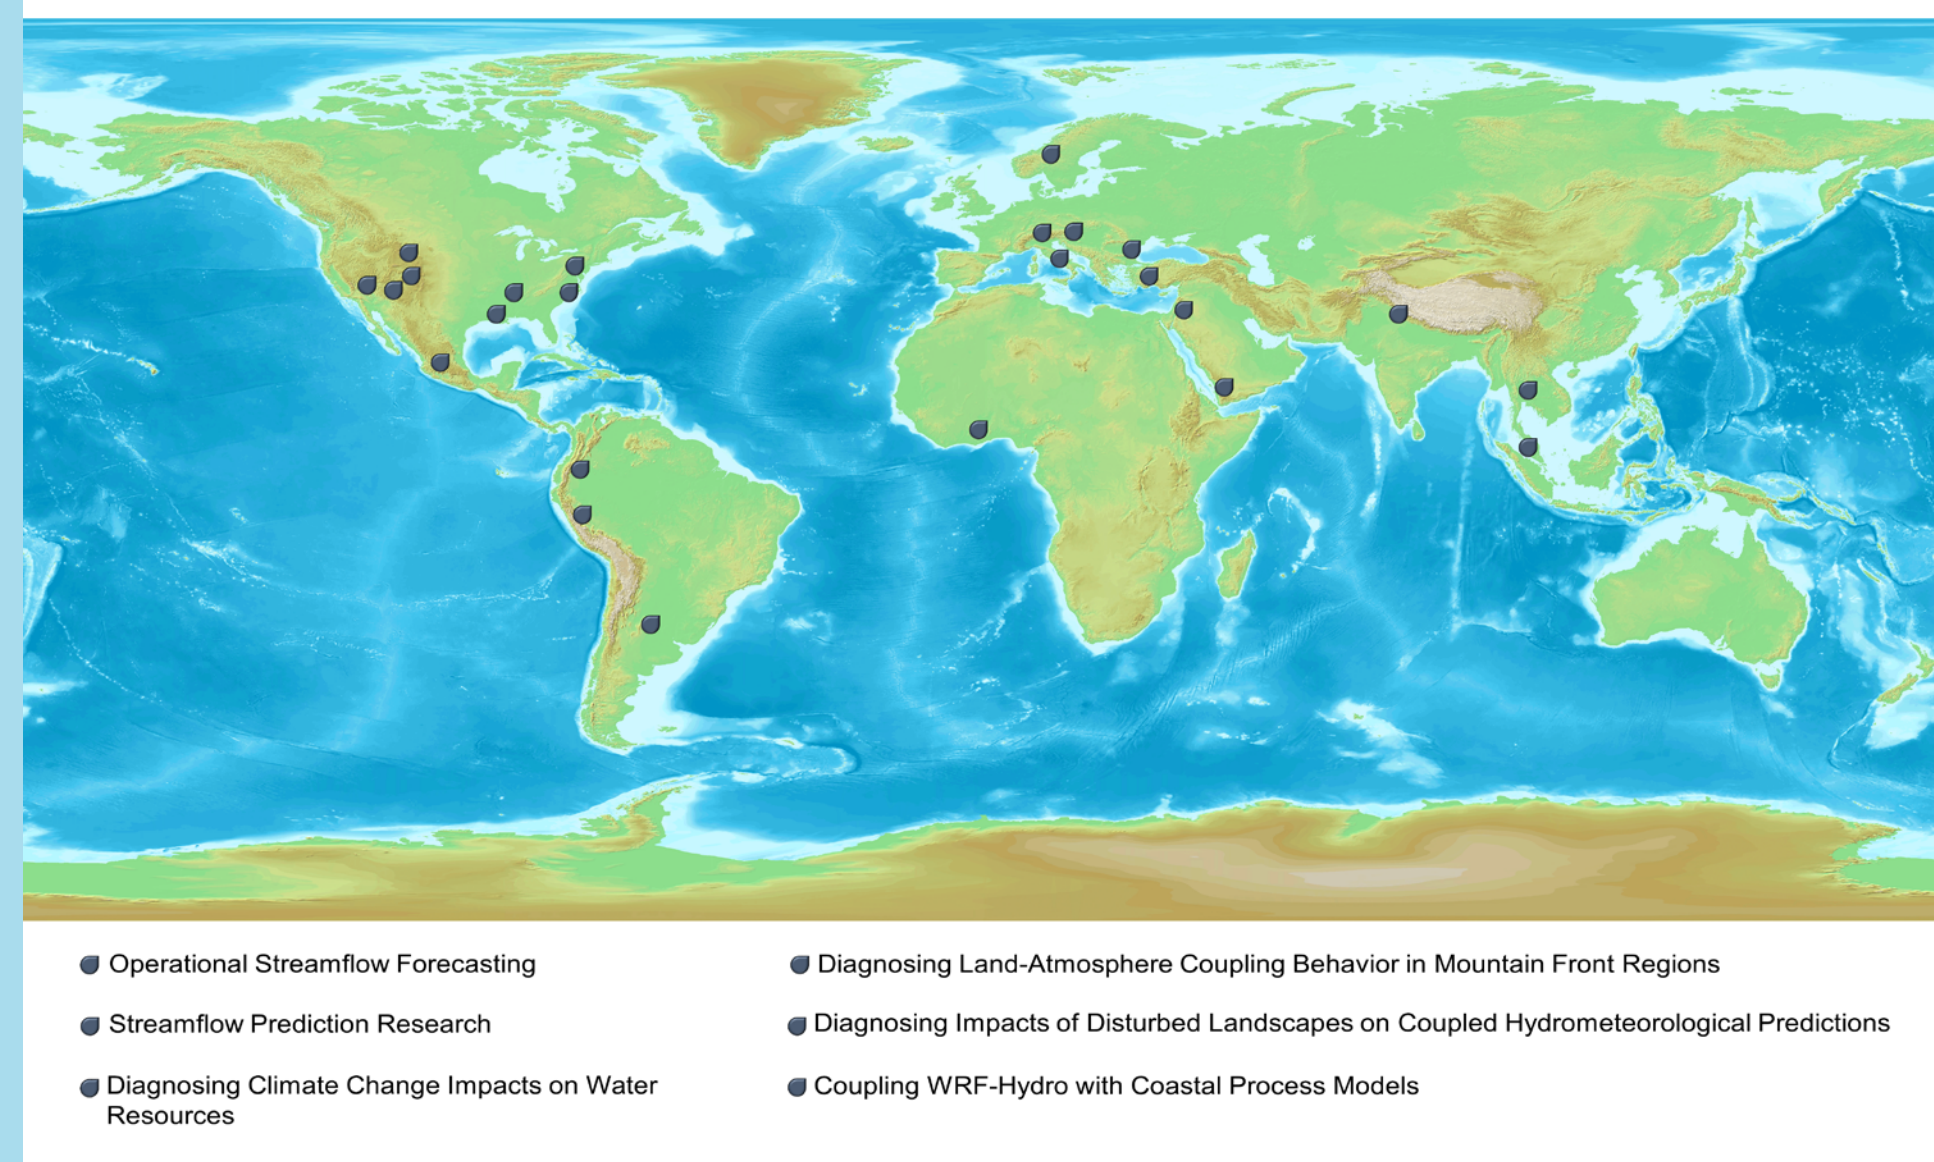 Operational Streamflow Forecasting
Streamflow Prediction Research
Diagnosing Climate Change Impacts on Water
Resources
Diagnosing Land-Atmosphere Coupling Behavior in Mountain Front Regions
Diagnosing Impacts of Disturbed Landscapes on Coupled Hydrometeorological Predictions
Coupling WRF-Hydro with Coastal Process Models